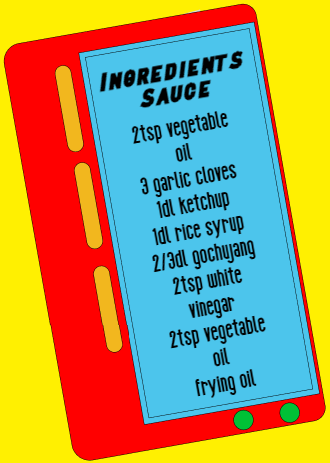 INGREDIENTS
SAUCE
2tsp vegetable
oil
3 garlic cloves
1dl ketchup
1dl rice syrup
2/3dl gochujang
2tsp white
vinegar
2tsp vegetable
oil
frying oil